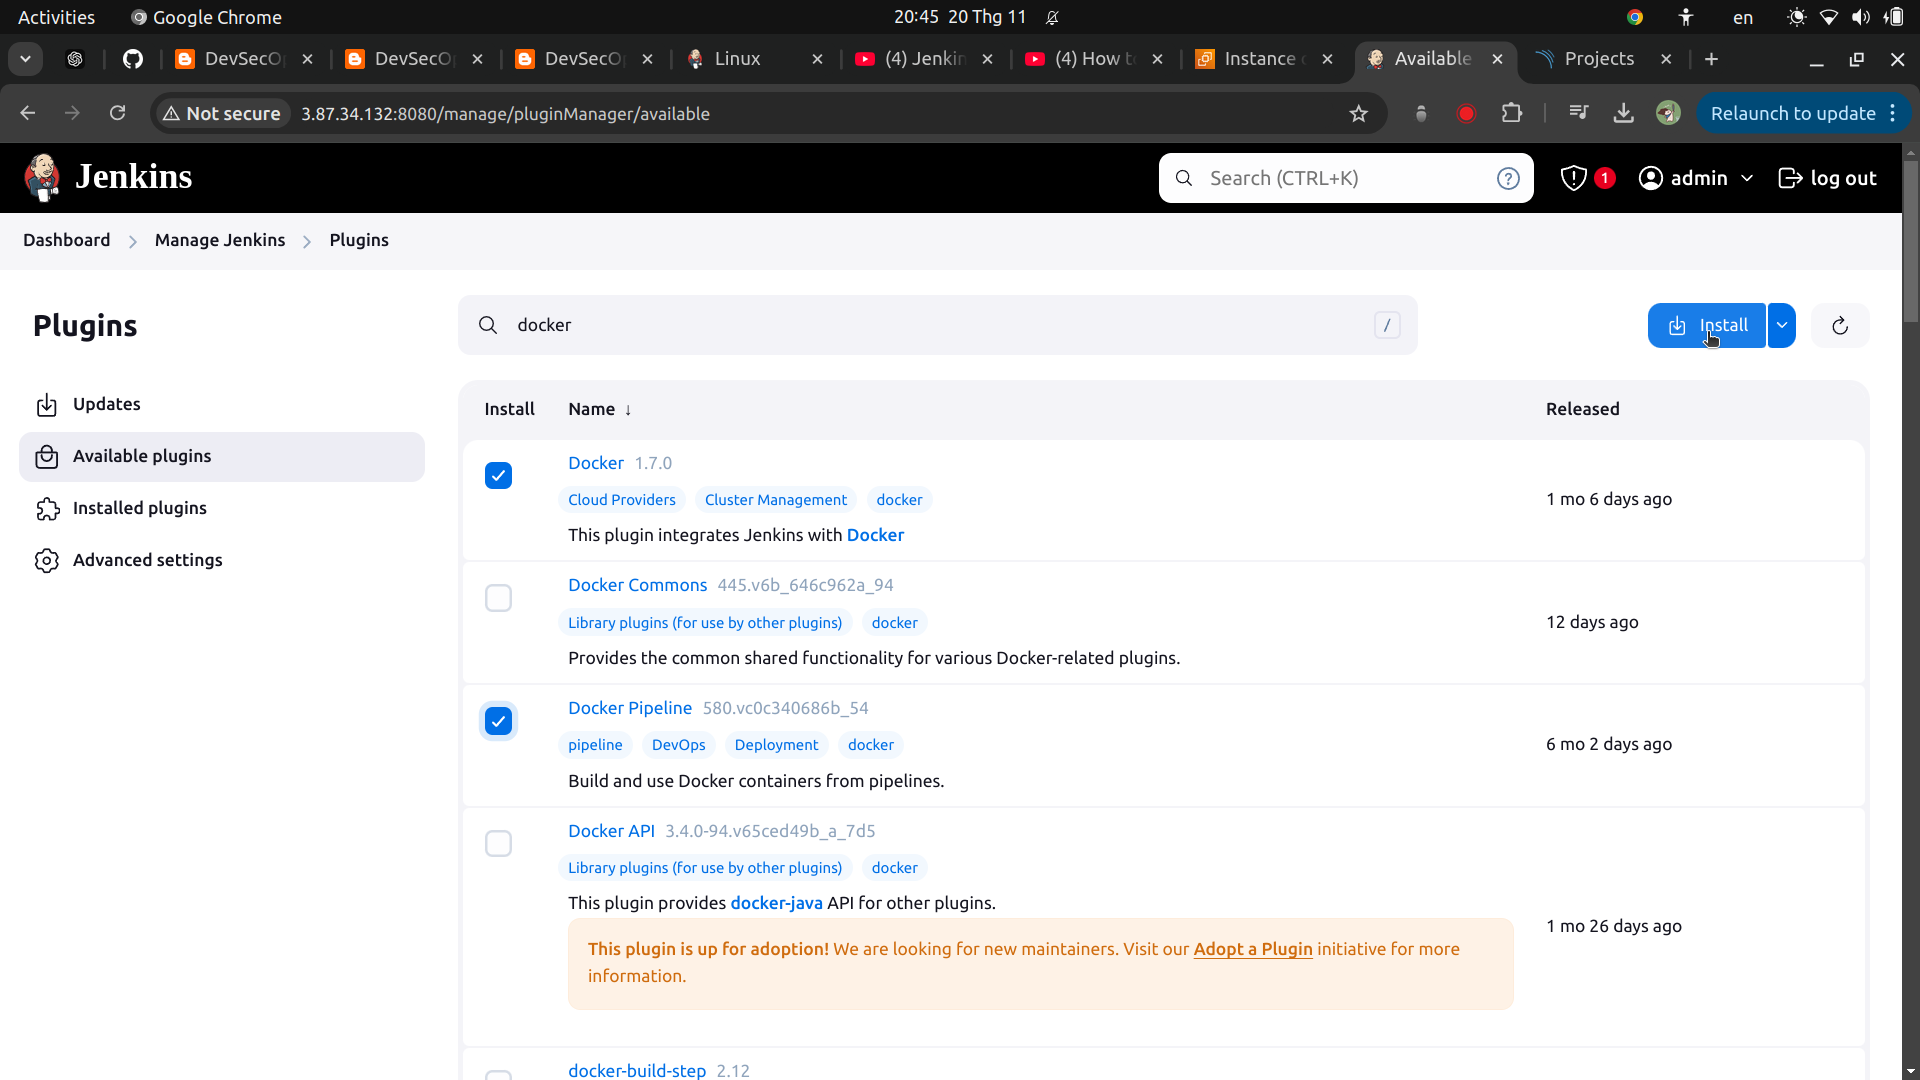 Activities
Google Chrome
20:45 20 Thg 11
en
DevSecO
DevSecO
DevSecO
Linux
(4) Jenkin
(4) How t
Instance
Available
Projects
Not secure
3.87.34.132:8080/manage/pluginManager/available
Relaunch to update
Jenkins
Search (CTRL+K)
?
1
admin
log out
Dashboard
Manage Jenkins
Plugins
Plugins
docker
/
Install
Updates
Available plugins
Installed plugins
Advanced settings
Install
Name ↓
Released
Docker 1.7.0
Cloud Providers
Cluster Management
docker
This plugin integrates Jenkins with Docker
1 mo 6 days ago
Docker Commons 445.v6b_646c962a_94
Library plugins (for use by other plugins)
docker
Provides the common shared functionality for various Docker-related plugins.
12 days ago
Docker Pipeline 580.vc0c340686b_54
pipeline
DevOps
Deployment
docker
Build and use Docker containers from pipelines.
6 mo 2 days ago
Docker API 3.4.0-94.v65ced49b_a_7d5
Library plugins (for use by other plugins)
docker
This plugin provides docker-java API for other plugins.
This plugin is up for adoption! We are looking for new maintainers. Visit our Adopt a Plugin initiative for more
information.
1 mo 26 days ago
docker-build-step 2.12